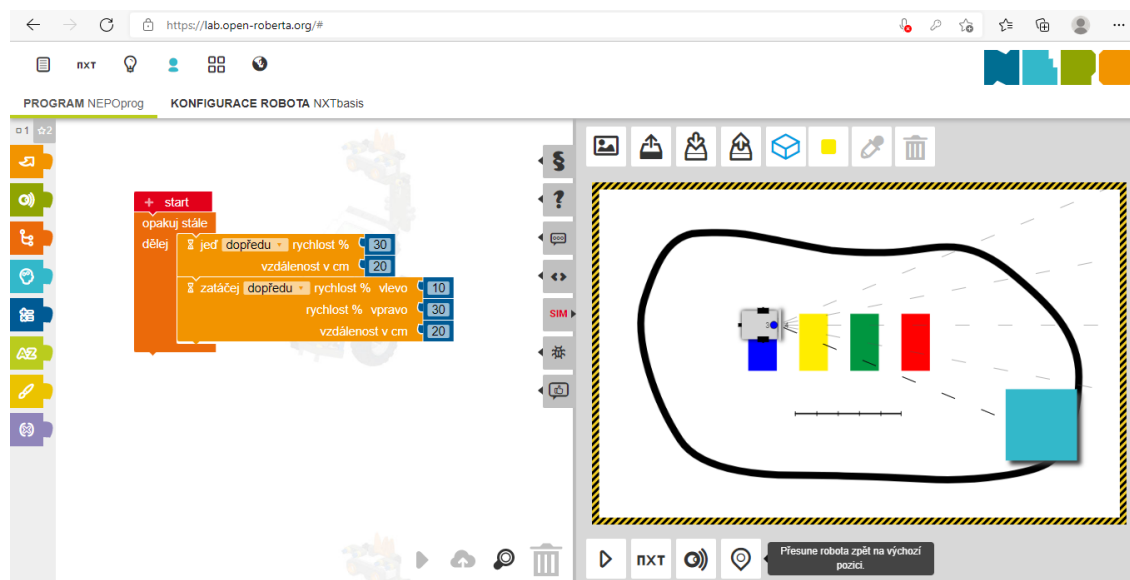 https://lab.open-roberta.org/#
nxt
PROGRAM NEPOprog KONFIGURACE ROBOTA NXTbasis
1 2
+ start
opakuj stále
dělej jeď dopředu rychlost % 30
vzdálenost v cm 20
zatáčej dopředu rychlost % vlevo 10
rychlost % vpravo 30
vzdálenost v cm 20
§
?
<>
SIM
3 4
nxt
Přesune robota zpět na výchozí
pozici.